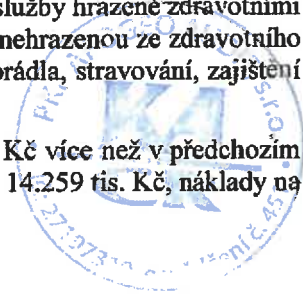 služby hrazené zdravotními
nehrazenou ze zdravotního
prádla, stravování, zajištění
Kč více než v předchozím
14.259 tis. Kč, náklady na
s.r.o.